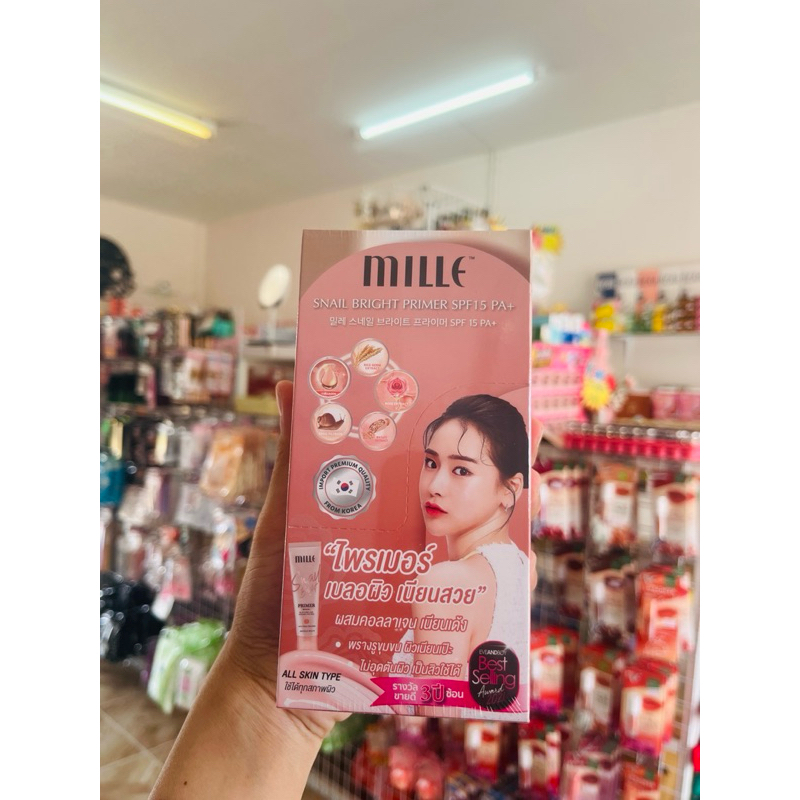 mille™
SNAIL BRIGHT PRIMER SPF15 PA+
밀레 스네일 브라이트 프라이머 SPF 15 PA+
IMPORT PREMIUM QUALITY
FROM KOREA
mille
PRIMER
“ไพรเมอร์
เบลอผิว เนียนสวย”
ผสมคอลลาเจน เนียนเด้ง
• พรางรูขุมขน ผิวเนียนเป๊ะ
• ไม่อุดตันผิว เป็นสิวใช้ได้
ALL SKIN TYPE
ใช้ได้ทุกสภาพผิว
รางวัล
ขายดี 3ปี ซ้อน
EVEANDBOY
Best
Selling
Award